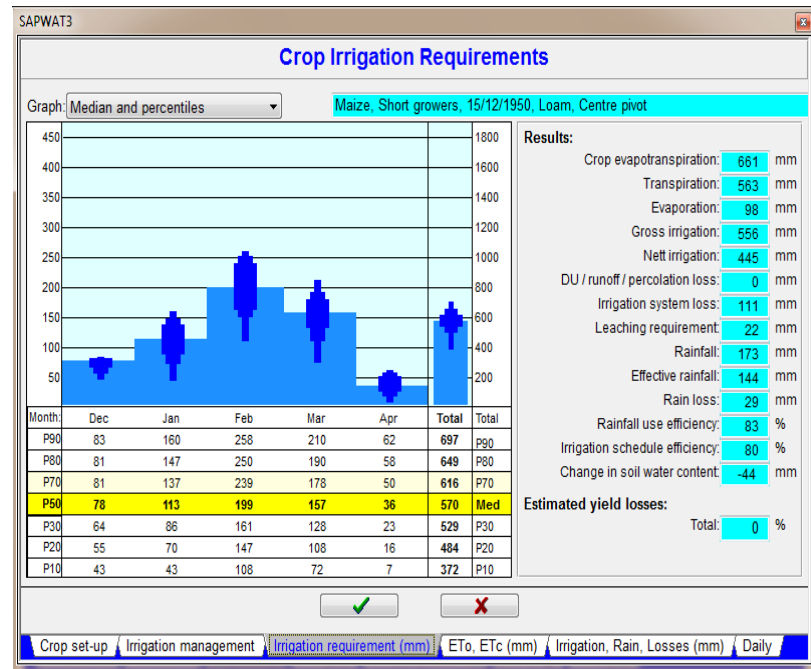 SAPWAT3
Crop Irrigation Requirements
Graph: Median and percentiles
Maize, Short growers, 15/12/1950, Loam, Centre pivot
450 1800
400 1600
350 1400
300 1200
250 1000
200 800
150 600
100 400
50 200
Month: Dec Jan Feb Mar Apr Total Total
P90 83 160 258 210 62 697 P90
P80 81 147 250 190 58 649 P80
P70 81 137 239 178 50 616 P70
P50 78 113 199 157 36 570 Med
P30 64 86 161 128 23 529 P30
P20 55 70 147 108 16 484 P20
P10 43 43 108 72 7 372 P10
Results:
Crop evapotranspiration: 661 mm
Transpiration: 563 mm
Evaporation: 98 mm
Gross irrigation: 556 mm
Nett irrigation: 445 mm
DU / runoff / percolation loss: 0 mm
Irrigation system loss: 111 mm
Leaching requirement: 22 mm
Rainfall: 173 mm
Effective rainfall: 144 mm
Rain loss: 29 mm
Rainfall use efficiency: 83 %
Irrigation schedule efficiency: 80 %
Change in soil water content: -44 mm
Estimated yield losses:
Total: 0 %
Crop set-up Irrigation management Irrigation requirement (mm) ETo, ETc (mm) Irrigation, Rain, Losses (mm) Daily